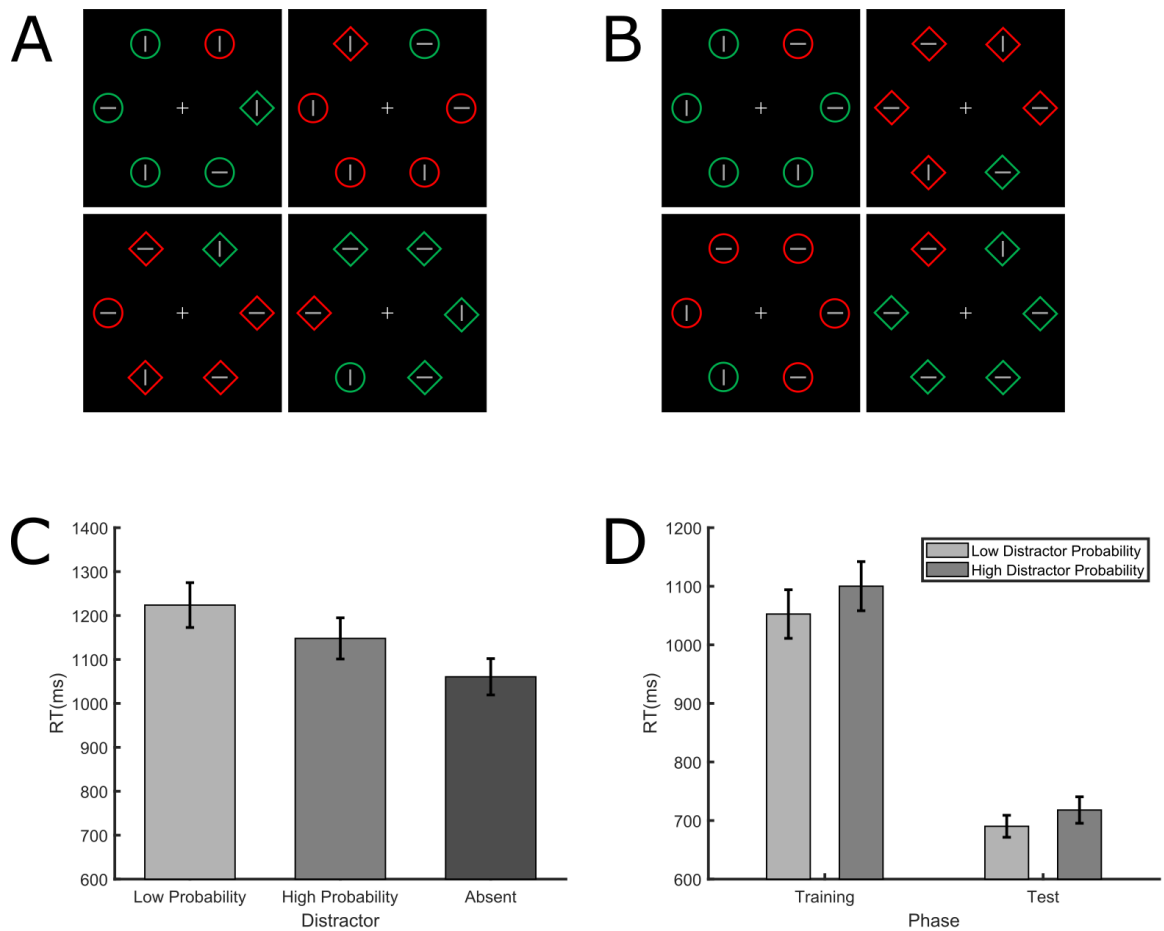 A
B
C
1400
1300
1200
1100
1000
900
800
700
600
RT(ms)
Low Probability
High Probability
Absent
Distractor
D
1200
1100
1000
900
800
700
600
RT(ms)
Low Distractor Probability
High Distractor Probability
Training
Test
Phase